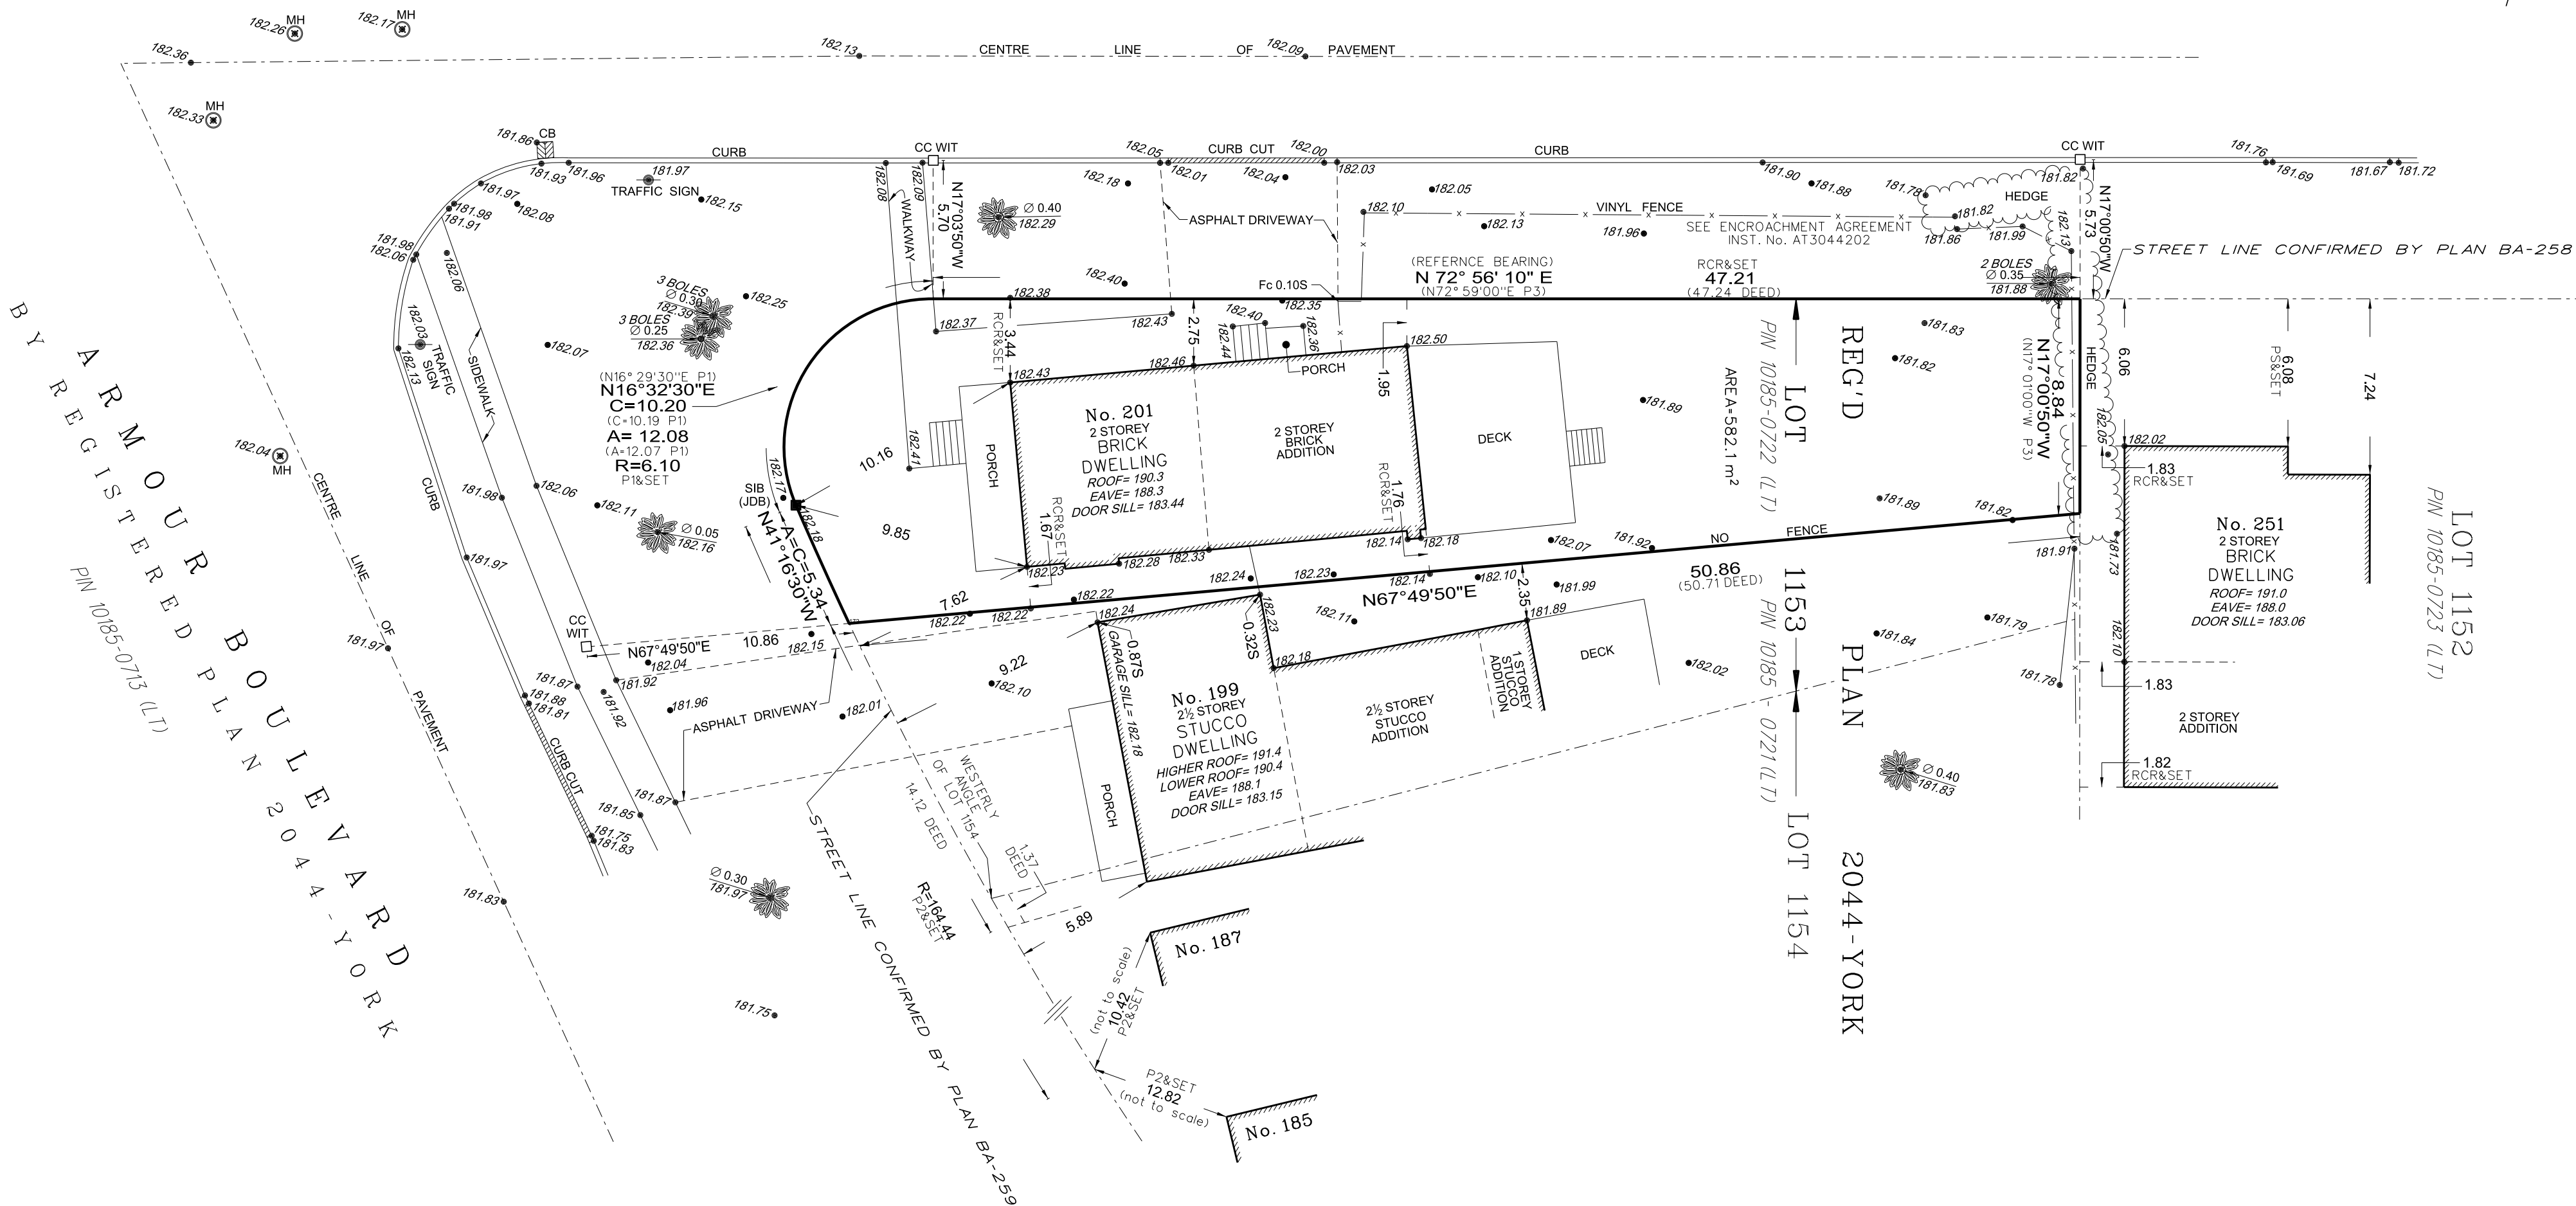 MH
182.26
MH
182.17
182.36
182.13
CENTRE LINE OF PAVEMENT
182.09
MH
182.33
181.86
CB
CURB
CC WIT
182.05
CURB CUT
182.00
CURB
CC WIT
181.76
181.93
181.96
181.97
TRAFFIC SIGN
182.08
182.09
182.18
182.01
182.04
182.03
182.05
181.90
181.88
181.78
181.82
181.69
181.67
181.72
181.97
181.98
181.91
182.08
182.15
WALKWAY
N17°03'50"W
5.70
Ø 0.40
182.29
ASPHALT DRIVEWAY
182.10
VINYL FENCE
182.13
SEE ENCROACHMENT AGREEMENT
INST. No. AT3044202
181.96
HEDGE
181.82
181.86
181.99
182.13
N17°00'50"W
5.73
STREET LINE CONFIRMED BY PLAN BA-258
181.98
182.06
182.06
182.03
TRAFFIC
SIGN
182.13
SIDEWALK
3 BOLES
Ø 0.30
182.39
3 BOLES
Ø 0.25
182.36
182.25
182.07
182.40
Fc 0.10S
(REFERNCE BEARING)
N 72° 56' 10" E
(N72° 59'00"E P3)
RCR&SET
47.21
(47.24 DEED)
2 BOLES
Ø 0.35
181.88
182.38
182.35
182.37
182.43
RCR&SET
3.44
2.75
182.40
182.44
182.36
PORCH
182.50
182.46
182.43
1.95
(N16° 29'30"E P1)
N16°32'30"E
C=10.20
(C=10.19 P1)
A= 12.08
(A=12.07 P1)
R=6.10
P1&SET
182.41
10.16
PORCH
No. 201
2 STOREY
BRICK
DWELLING
ROOF= 190.3
EAVE= 188.3
DOOR SILL= 183.44
2 STOREY
BRICK
ADDITION
DECK
181.89
AREA=582.1 m²
PIN 10185-0722 (LT)
LOT 1153
REG'D PLAN 2044-YORK
181.83
181.82
N17°00'50"W
8.84
(N17°01'00"W P3)
HEDGE
182.05
6.06
6.08
PS&SET
7.24
182.02
1.83
RCR&SET
182.17
SIB
(JDB)
182.18
N41°16'30"W
A=C=5.34
9.85
1.67
RCR&SET
1.76
RCR&SET
182.14
182.18
182.23
182.28
182.33
182.07
181.92
NO FENCE
181.89
181.82
181.91
181.73
No. 251
2 STOREY
BRICK
DWELLING
ROOF= 191.0
EAVE= 188.0
DOOR SILL= 183.06
LOT 1152
PIN 10185-0723 (LT)
182.04
MH
181.98
182.06
182.11
Ø 0.05
182.16
181.97
CURB
7.62
182.22
182.22
182.22
182.24
182.24
182.23
182.23
182.14
182.10
2.35
181.99
N67°49'50"E
50.86
(50.71 DEED)
181.89
182.11
CC
WIT
N67°49'50"E
10.86
182.15
182.04
181.92
181.87
181.88
181.81
181.92
181.96
ASPHALT DRIVEWAY
182.01
9.22
182.10
0.87S
GARAGE SILL= 182.18
0.32S
182.18
No. 199
2½ STOREY
STUCCO
DWELLING
HIGHER ROOF= 191.4
LOWER ROOF= 190.4
EAVE= 188.1
DOOR SILL= 183.15
2½ STOREY
STUCCO
ADDITION
1 STOREY
STUCCO
ADDITION
DECK
182.02
PIN 10185 - 0721 (LT)
181.84
181.79
181.78
182.10
1.83
2 STOREY
ADDITION
1.82
RCR&SET
Ø 0.40
181.83
LOT 1154
CENTRE LINE OF PAVEMENT
181.97
CURB CUT
181.87
181.85
181.75
181.83
PORCH
WESTERLY
ANGLE
OF LOT 1154
14.12 DEED
1.37
DEED
Ø 0.30
181.97
181.83
181.75
R=164.44
P2&SET
5.89
STREET LINE CONFIRMED BY PLAN BA-259
No. 187
(not to scale)
10.42
P2&SET
P2&SET
12.82
(not to scale)
No. 185
ARMOUR BOULEVARD
BY REGISTERED PLAN 2044-YORK
PIN 10185-0713 (LT)